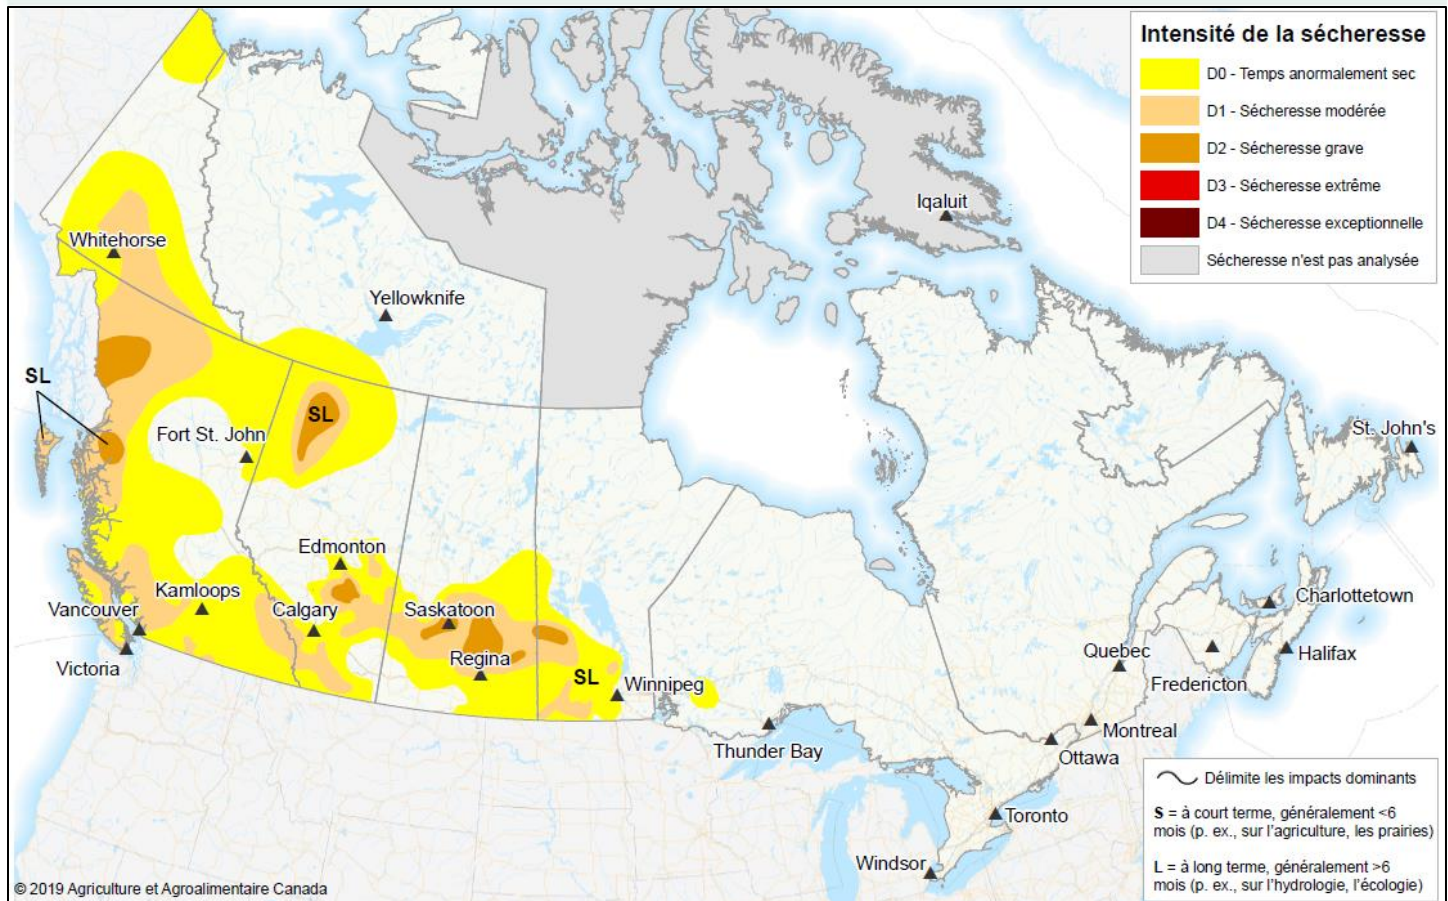 Intensité de la sécheresse
D0 - Temps anormalement sec
D1 - Sécheresse modérée
D2 - Sécheresse grave
D3 - Sécheresse extrême
D4 - Sécheresse exceptionnelle
Sécheresse n'est pas analysée
Iqaluit
Whitehorse
Yellowknife
SL
SL
Fort St. John
St. John's
Edmonton
Kamloops
Calgary
Saskatoon
Vancouver
Charlottetown
Victoria
Regina
SL
Winnipeg
Quebec
Halifax
Fredericton
Thunder Bay
Montreal
Ottawa
Toronto
Windsor
Délimite les impacts dominants
S = à court terme, généralement <6
mois (p. ex., sur l'agriculture, les prairies)
L = à long terme, généralement >6
mois (p. ex., sur l'hydrologie, l'écologie)
© 2019 Agriculture et Agroalimentaire Canada